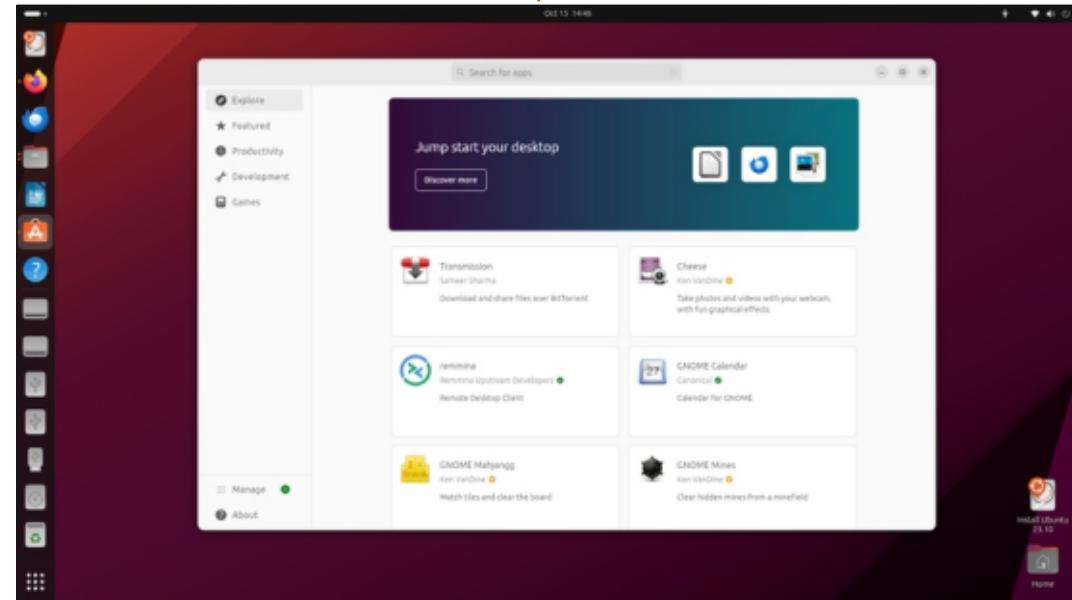 Oct 15 14:46
Search for apps
Explore
Featured
Productivity
Development
Games
Manage
About
Jump start your desktop
Discover more
Transmission
Sameer Sharma
Download and share files over BitTorrent
Cheese
Ken VanDine
Take photos and videos with your webcam,
with fun graphical effects
remmina
Remmina Upstream Developers
Remote Desktop Client
GNOME Calendar
Canonical
Calendar for GNOME
27
GNOME Mahjongg
Ken VanDine
Match tiles and clear the board
GNOME Mines
Ken VanDine
Clear hidden mines from a minefield
Install Ubuntu
23.10
Home